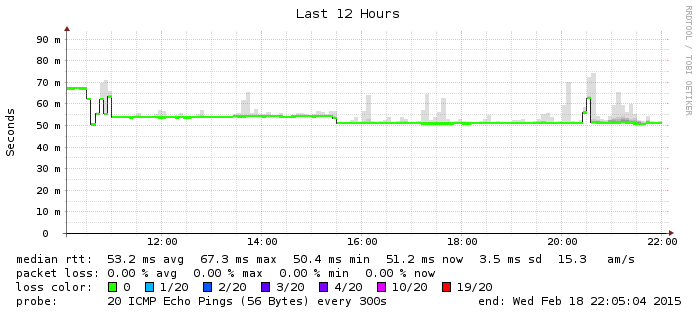 Last 12 Hours
RRDTOOL / TOBI OETIKER
Seconds
90 m
80 m
70 m
60 m
50 m
40 m
30 m
20 m
10 m
0
12:00 14:00 16:00 18:00 20:00 22:00
median rtt: 53.2 ms avg 67.3 ms max 50.4 ms min 51.2 ms now 3.5 ms sd 15.3 am/s
packet loss: 0.00 % avg 0.00 % max 0.00 % min 0.00 % now
loss color: 0 1/20 2/20 3/20 4/20 10/20 19/20
probe: 20 ICMP Echo Pings (56 Bytes) every 300s end: Wed Feb 18 22:05:04 2015